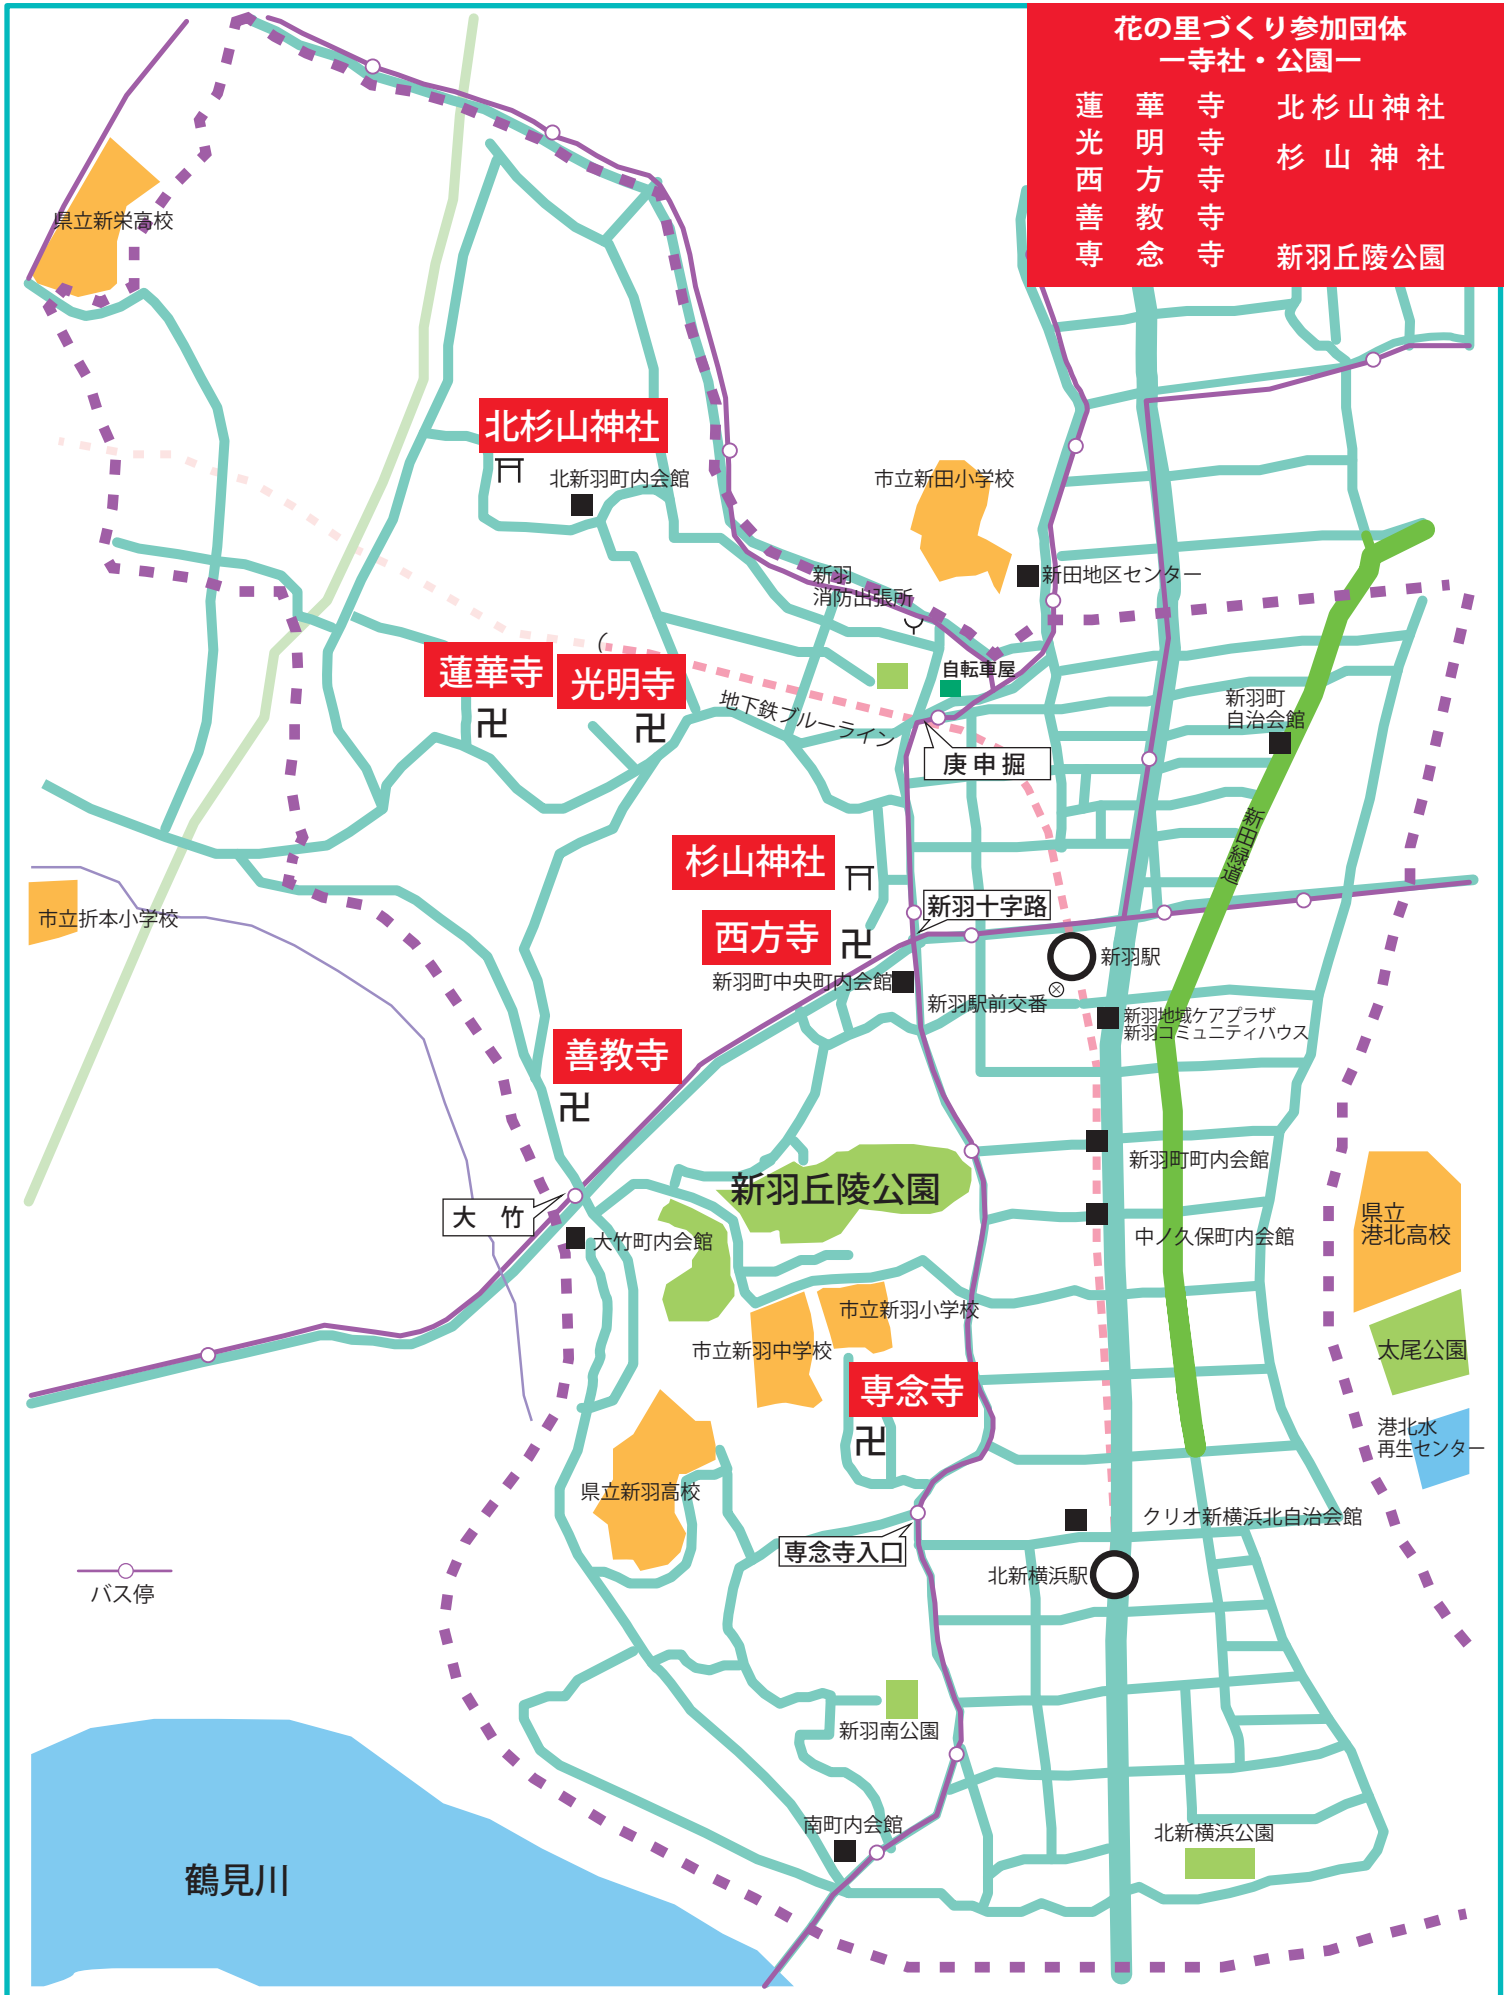 花の里づくり参加団体
ー寺社・公園ー
蓮華寺 北杉山神社
光明寺
杉山神社
西方寺
善教寺
専念寺 新羽丘陵公園
県立新栄高校
北杉山神社
北新羽町内会館
市立新田小学校
新羽
消防出張所
新田地区センター
蓮華寺
光明寺
卍
卍
自転車屋
地下鉄ブルーライン
新羽町
自治会館
庚申掘
新田緑道
杉山神社
市立折本小学校
新羽十字路
西方寺
卍
新羽駅
新羽町中央町内会館
新羽駅前交番
新羽地域ケアプラザ
新羽コミュニティハウス
善教寺
卍
新羽町町内会館
新羽丘陵公園
大竹
大竹町内会館
中ノ久保町内会館
県立
港北高校
市立新羽小学校
市立新羽中学校
太尾公園
専念寺
卍
港北水
再生センター
県立新羽高校
専念寺入口
クリオ新横浜北自治会館
北新横浜駅
バス停
新羽南公園
南町内会館
北新横浜公園
鶴見川